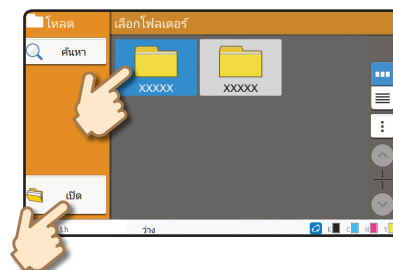 โหลด
เลือกโฟลเดอร์
ค้นหา
XXXXX
XXXXX
1
1
เปิด
ว่าง
K C M Y